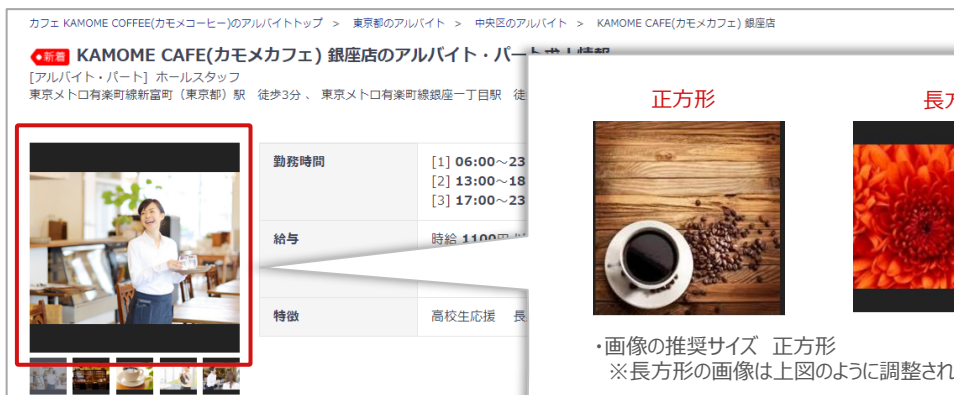 カフェ KAMOME COFFEE(カモメコーヒー)のアルバイトトップ > 東京都のアルバイト > 中央区のアルバイト > KAMOME CAFE(カモメカフェ) 銀座店
新着 KAMOME CAFE(カモメカフェ) 銀座店のアルバイト・パート求人情報
[アルバイト・パート] ホールスタッフ
東京メトロ有楽町線新富町（東京都）駅 徒歩3分 、 東京メトロ有楽町線銀座一丁目駅 徒
勤務時間
[1] 06:00～23
[2] 13:00～18
[3] 17:00～23
給与
時給 1100円
特徴
高校生応援 長
正方形
長方
・画像の推奨サイズ 正方形
※長方形の画像は上図のように調整され